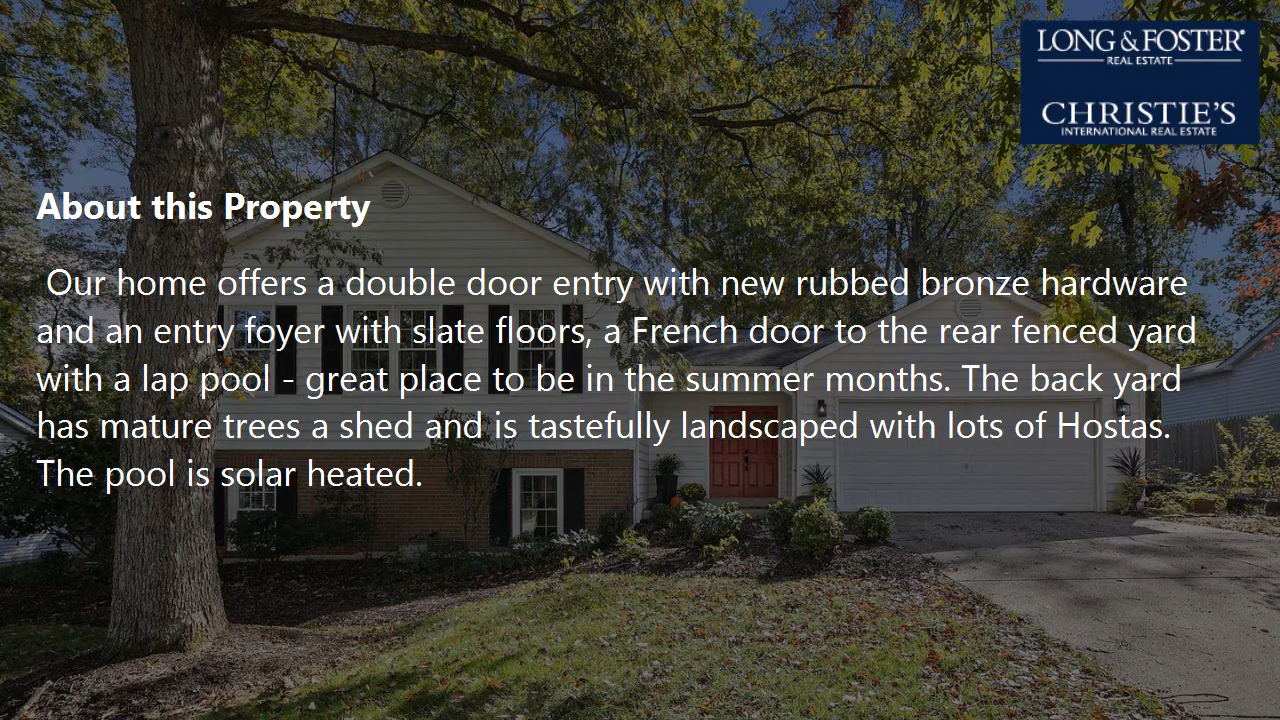 LONG & FOSTER®
REAL ESTATE
CHRISTIE'S
INTERNATIONAL REAL ESTATE
About this Property
Our home offers a double door entry with new rubbed bronze hardware
and an entry foyer with slate floors, a French door to the rear fenced yard
with a lap pool - great place to be in the summer months. The back yard
has mature trees a shed and is tastefully landscaped with lots of Hostas.
The pool is solar heated.